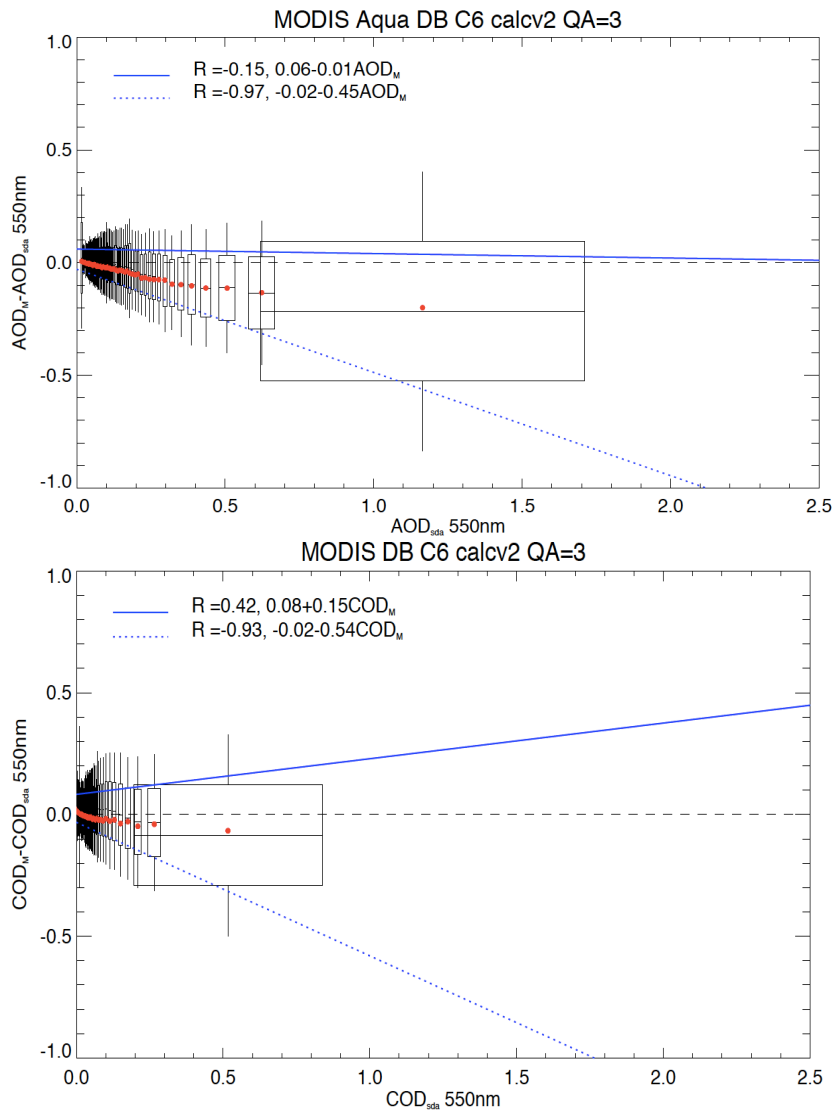 MODIS Aqua DB C6 calcv2 QA=3
1.0
R =-0.15, 0.06-0.01AOD_M
R =-0.97, -0.02-0.45AOD_M
0.5
AOD_M-AOD_sda 550nm
0.0
-0.5
-1.0
0.0 0.5 1.0 1.5 2.0 2.5
AOD_sda 550nm
MODIS DB C6 calcv2 QA=3
1.0
R =0.42, 0.08+0.15COD_M
R =-0.93, -0.02-0.54COD_M
0.5
COD_M-COD_sda 550nm
0.0
-0.5
-1.0
0.0 0.5 1.0 1.5 2.0 2.5
COD_sda 550nm